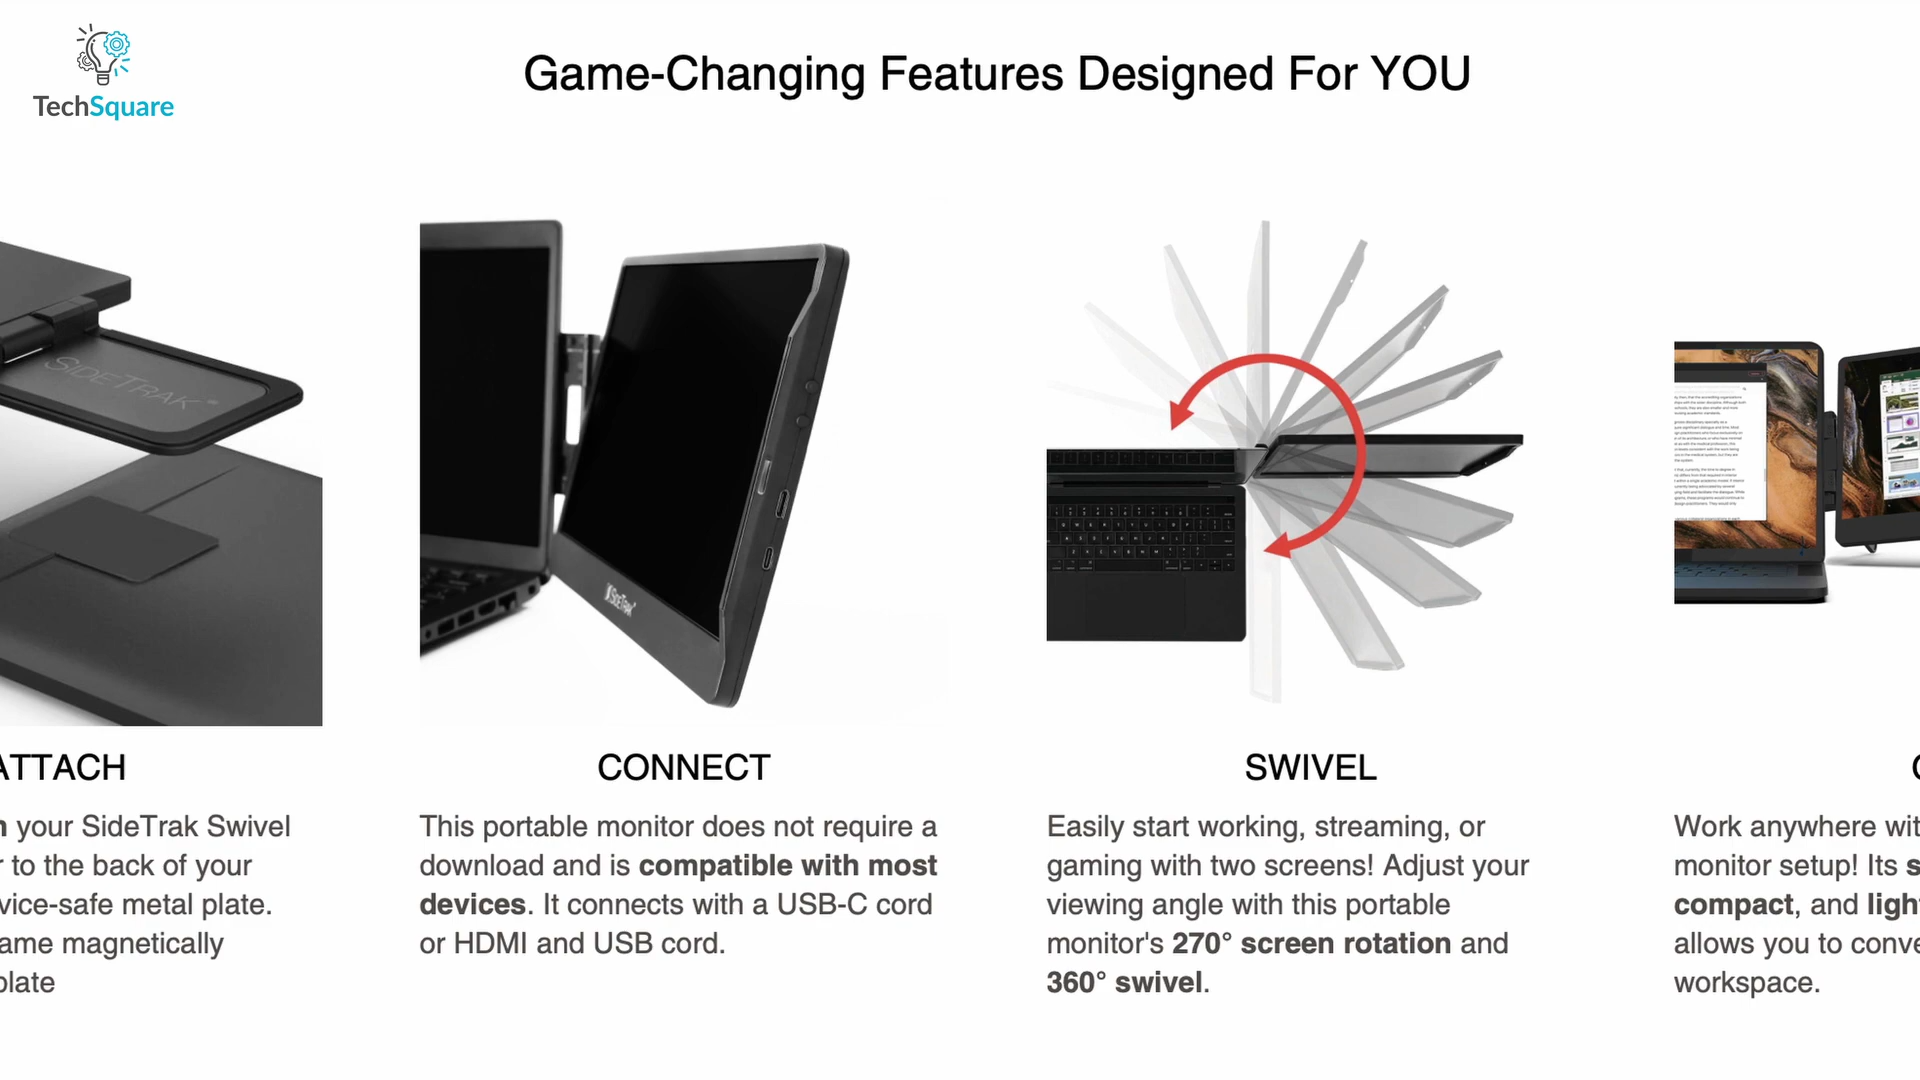 TechSquare
Game-Changing Features Designed For YOU
SIDETRAK
SIDETRAK
ATTACH
your SideTrak Swivel
to the back of your
vice-safe metal plate.
ame magnetically
plate
CONNECT
This portable monitor does not require a
download and is compatible with most
devices. It connects with a USB-C cord
or HDMI and USB cord.
SWIVEL
Easily start working, streaming, or
gaming with two screens! Adjust your
viewing angle with this portable
monitor's 270° screen rotation and
360° swivel.
Work anywhere wit
monitor setup! Its s
compact, and ligh
allows you to conve
workspace.